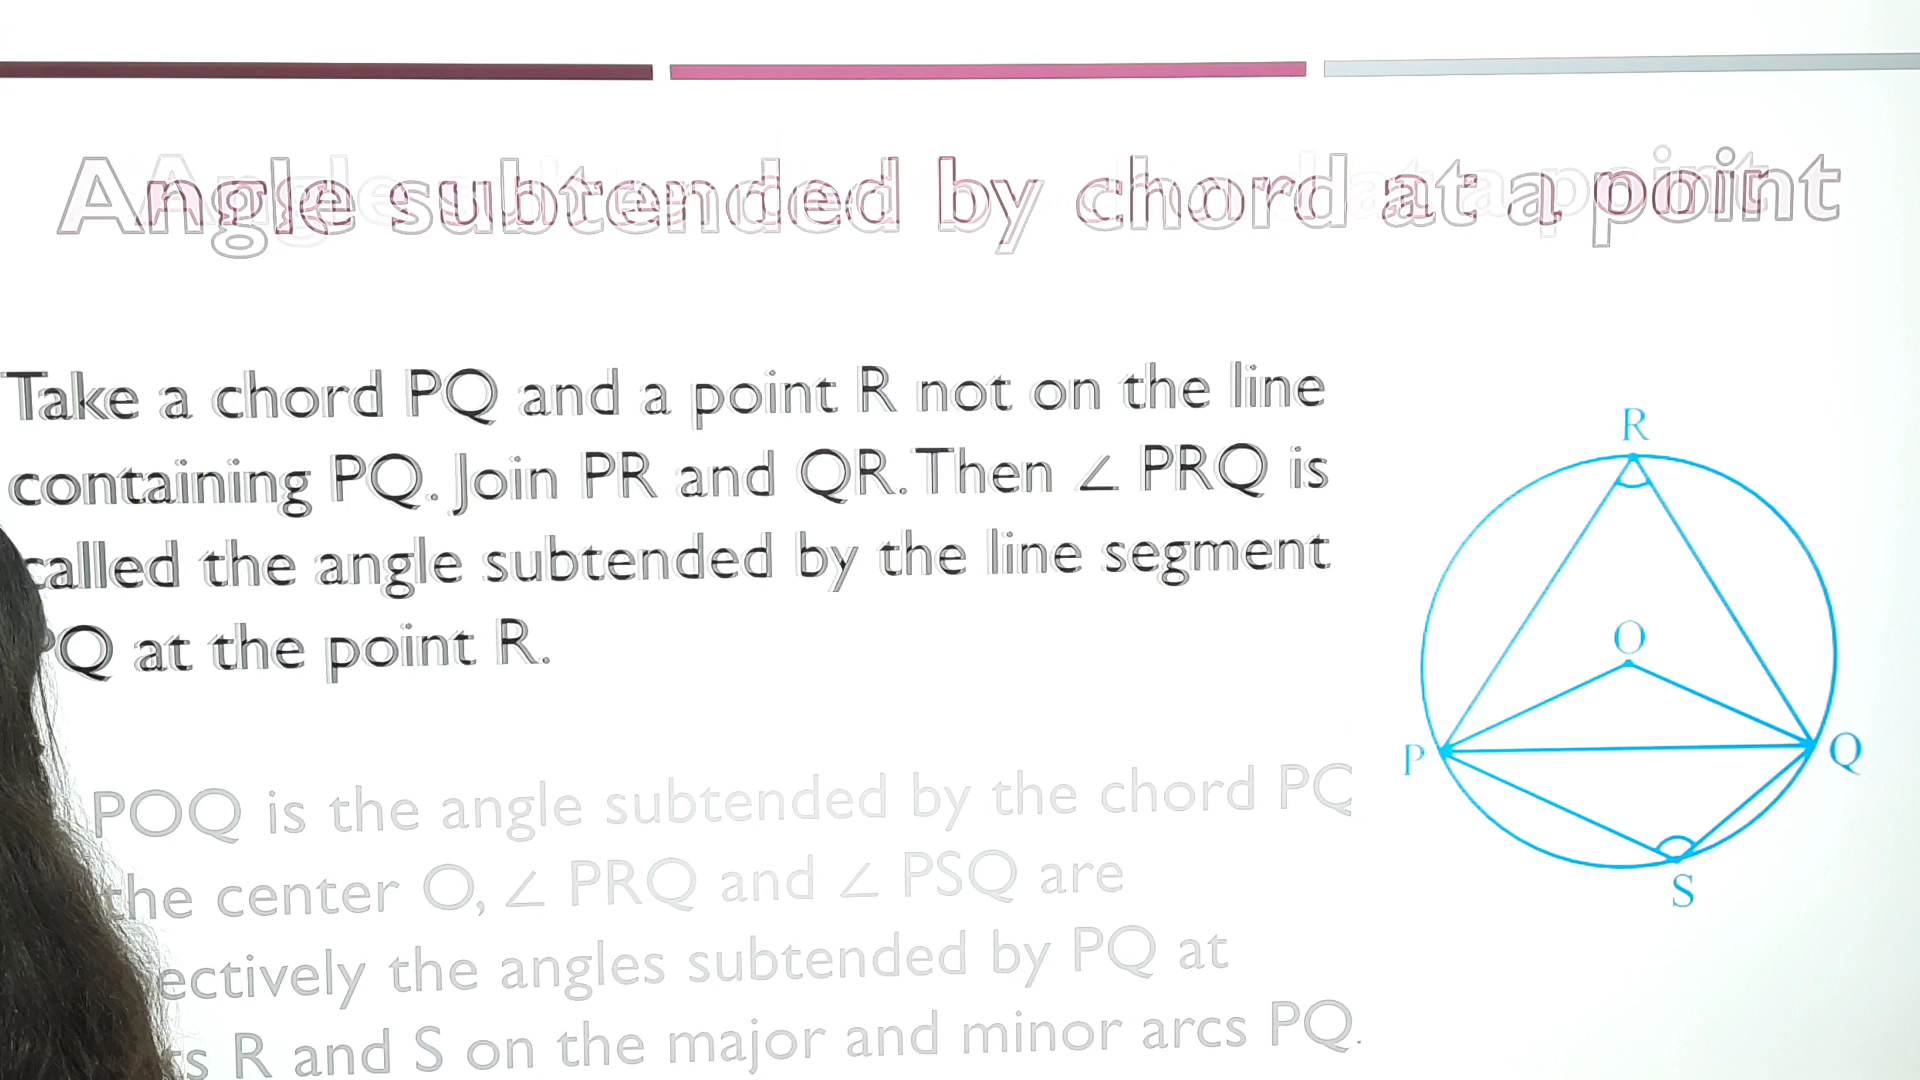 Angle subtended by chord at a point
Take a chord PQ and a point R not on the line
containing PQ. Join PR and QR. Then ∠ PRQ is
called the angle subtended by the line segment
PQ at the point R.
POQ is the angle subtended by the chord PQ
the center O, ∠ PRQ and ∠ PSQ are
ectively the angles subtended by PQ at
ts R and S on the major and minor arcs PQ.
R
O
P
Q
S